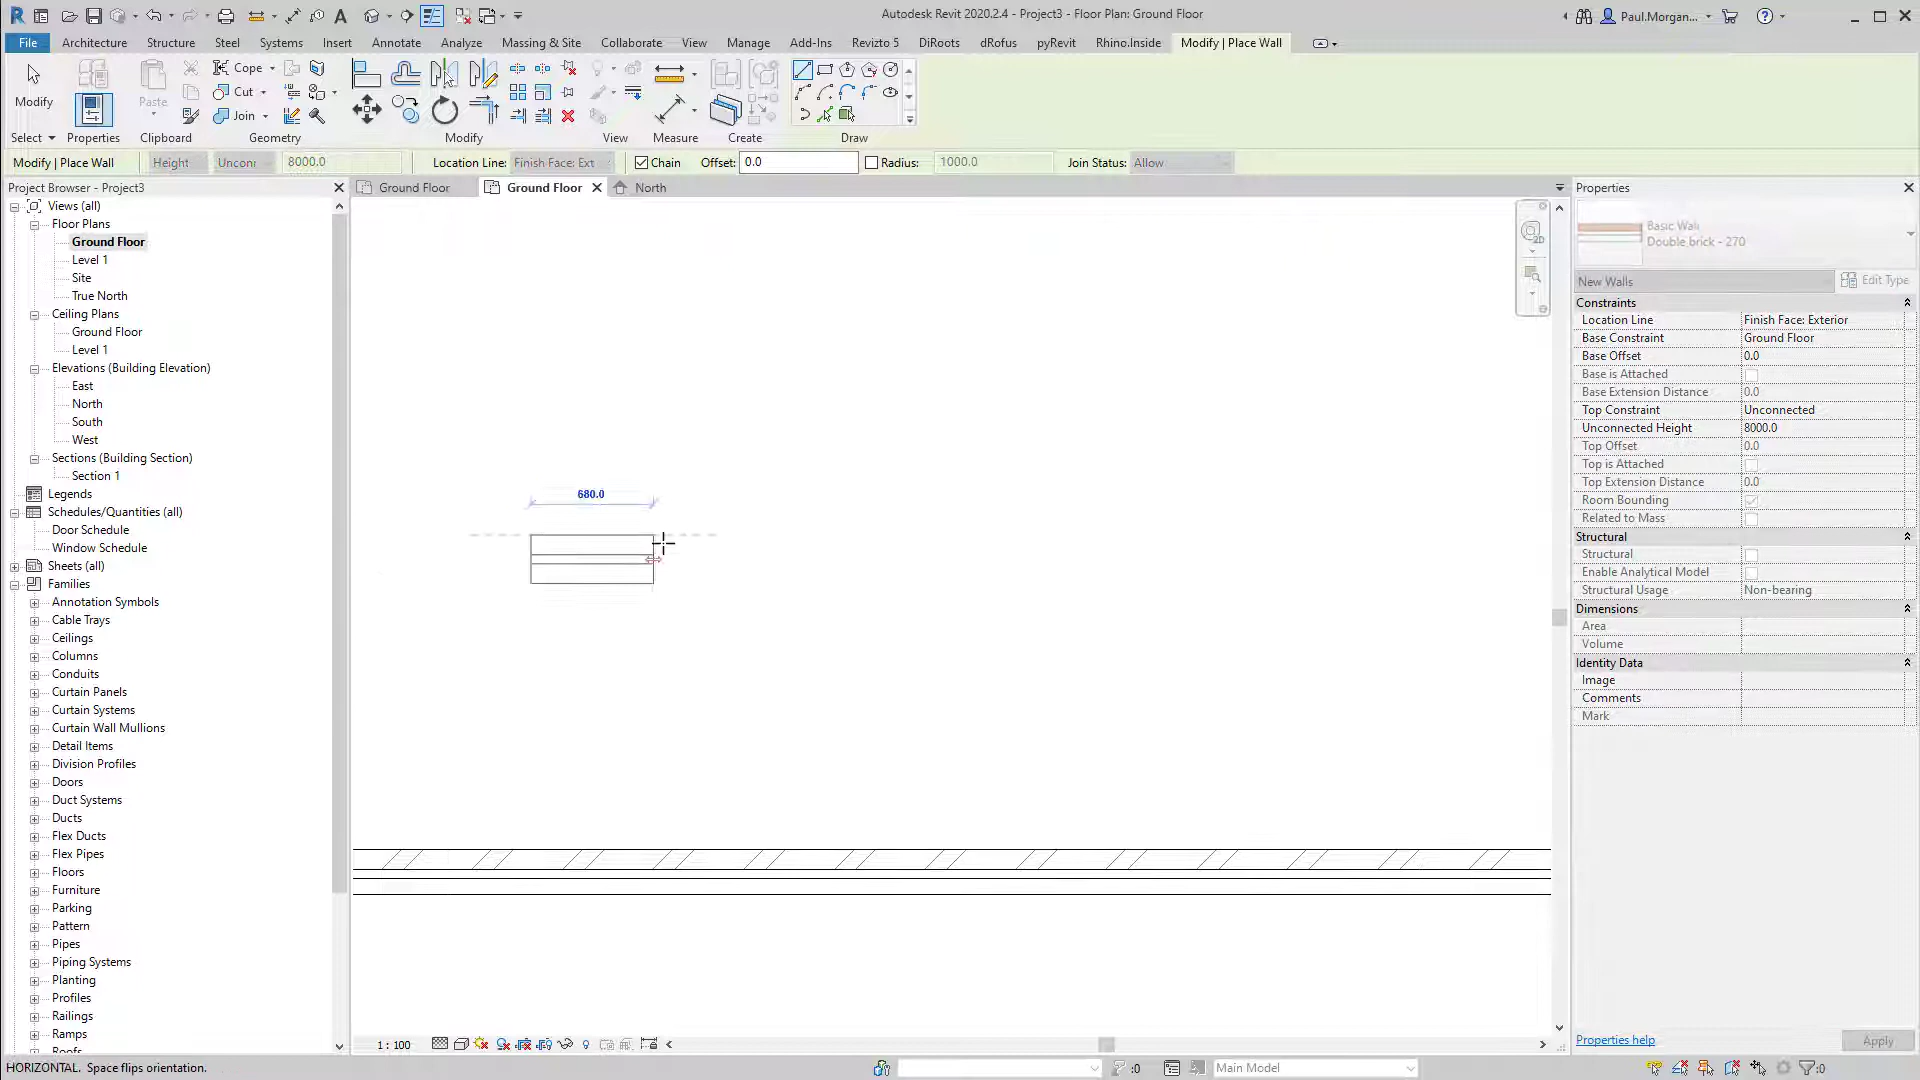 Autodesk Revit 2020.2.4 - Project3 - Floor Plan: Ground Floor
Paul.Morgan...
File Architecture Structure Steel Systems Insert Annotate Analyze Massing & Site Collaborate View Manage Add-Ins Revizto 5 DiRoots dRofus pyRevit Rhino.Inside Modify | Place Wall
Modify
Paste
Cope
Cut
Join
Select Properties Clipboard Geometry Modify View Measure Create Draw
Modify | Place Wall Height Unconr 8000.0 Location Line: Finish Face: Ext Chain Offset: 0.0 Radius: 1000.0 Join Status: Allow
Project Browser - Project3
Views (all)
Floor Plans
Ground Floor
Level 1
Site
True North
Ceiling Plans
Ground Floor
Level 1
Elevations (Building Elevation)
East
North
South
West
Sections (Building Section)
Section 1
Legends
Schedules/Quantities (all)
Door Schedule
Window Schedule
Sheets (all)
Families
Annotation Symbols
Cable Trays
Ceilings
Columns
Conduits
Curtain Panels
Curtain Systems
Curtain Wall Mullions
Detail Items
Division Profiles
Doors
Duct Systems
Ducts
Flex Ducts
Flex Pipes
Floors
Furniture
Parking
Pattern
Pipes
Piping Systems
Planting
Profiles
Railings
Ramps
Roofs
Ground Floor Ground Floor North
2D
680.0
1 : 100
Properties
Basic Wall
Double brick - 270
New Walls Edit Type
Constraints
Location Line Finish Face: Exterior
Base Constraint Ground Floor
Base Offset 0.0
Base is Attached
Base Extension Distance 0.0
Top Constraint Unconnected
Unconnected Height 8000.0
Top Offset 0.0
Top is Attached
Top Extension Distance 0.0
Room Bounding
Related to Mass
Structural
Structural
Enable Analytical Model
Structural Usage Non-bearing
Dimensions
Area
Volume
Identity Data
Image
Comments
Mark
Properties help Apply
HORIZONTAL. Space flips orientation. :0 Main Model :0